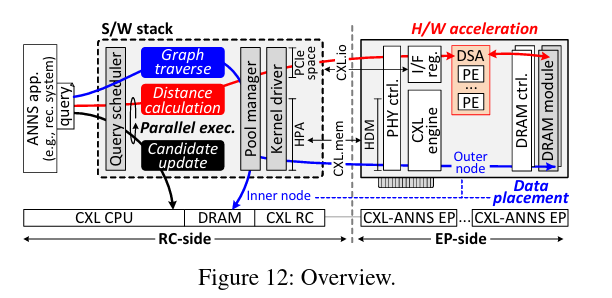 S/W stack
H/W acceleration
ANNS app.
(e.g., rec. system)
query
Query scheduler
Graph
traverse
Distance
calculation
Parallel exec.
Candidate
update
Pool manager
Kernel driver
PCIe
space
HPA
CXL.io
CXL.mem
HDM
PHY ctrl.
I/F
reg.
CXL
engine
DSA
PE
...
PE
DRAM ctrl.
DRAM module
Outer
node
Inner node
Data
placement
CXL CPU
DRAM
CXL RC
CXL-ANNS EP
...
CXL-ANNS EP
RC-side
EP-side
Figure 12: Overview.